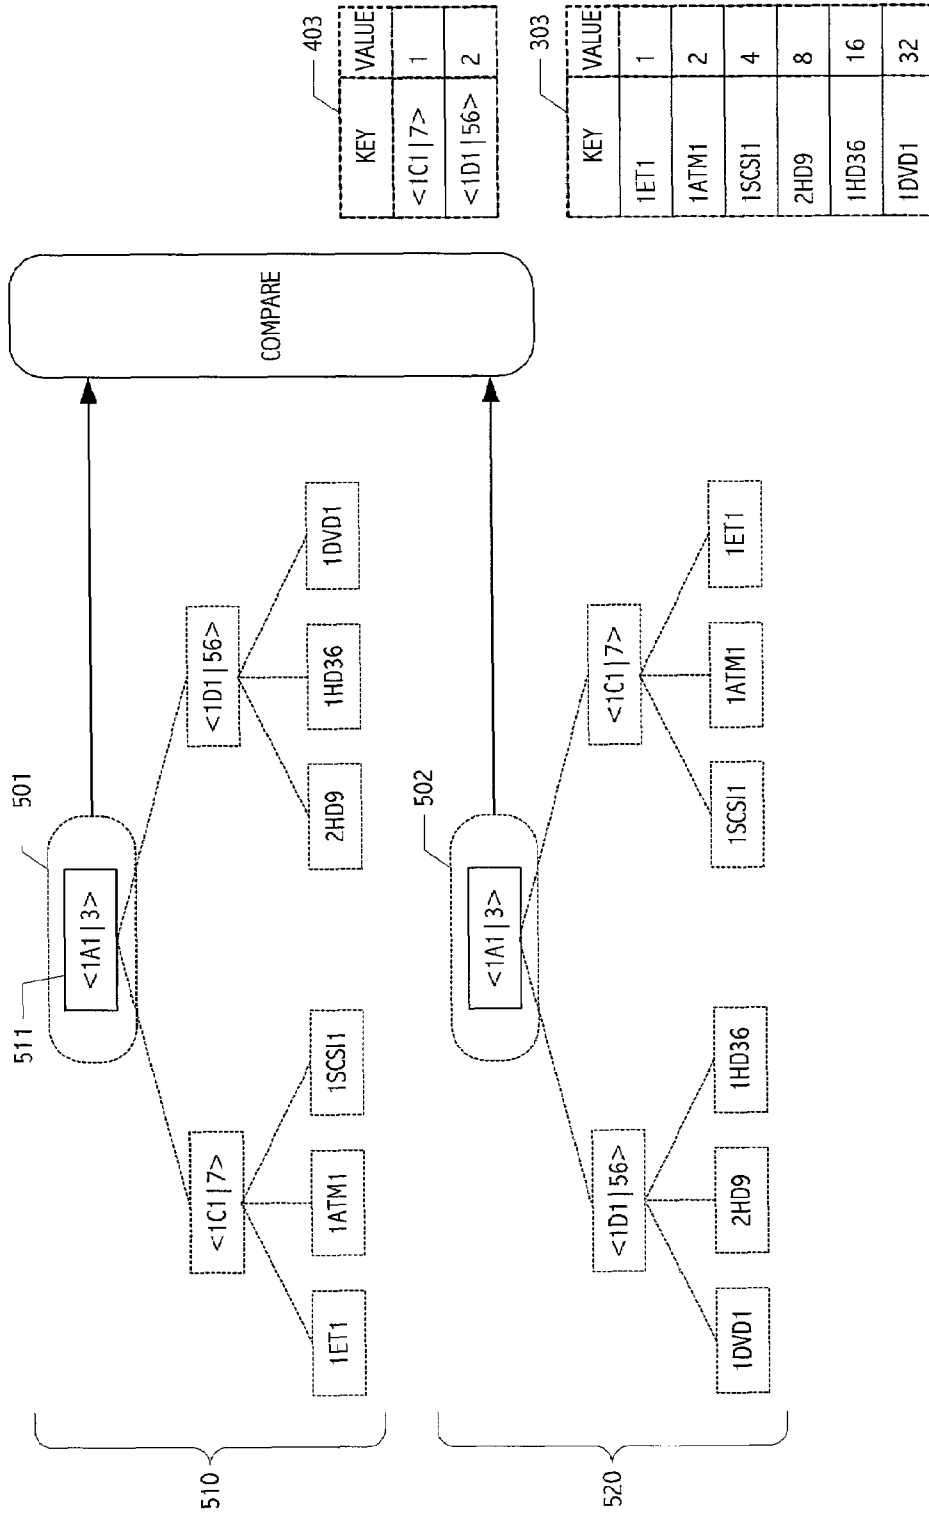 510
511
501
<1A1|3>
<1C1|7>
<1D1|56>
1ET1
1ATM1
1SCSI1
2HD9
1HD36
1DVD1
520
502
<1A1|3>
<1D1|56>
<1C1|7>
1DVD1
2HD9
1HD36
1SCSI1
1ATM1
1ET1
COMPARE
403
KEY VALUE
<1C1|7> 1
<1D1|56> 2
303
KEY VALUE
1ET1 1
1ATM1 2
1SCSI1 4
2HD9 8
1HD36 16
1DVD1 32